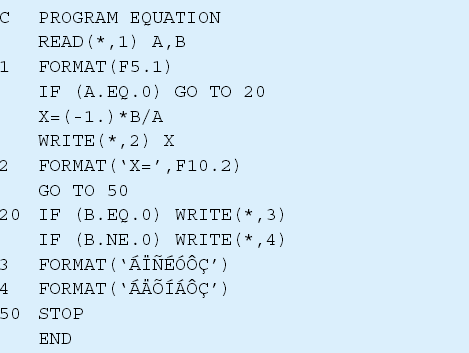 C PROGRAM EQUATION
READ(*,1) A,B
1 FORMAT(F5.1)
IF (A.EQ.0) GO TO 20
X=(-1.)*B/A
WRITE(*,2) X
2 FORMAT(‘X=’,F10.2)
GO TO 50
20 IF (B.EQ.0) WRITE(*,3)
IF (B.NE.0) WRITE(*,4)
3 FORMAT(‘ÁÏÑÉÓÔÇ’)
4 FORMAT(‘ÁÄÕÍÁÔÇ’)
50 STOP
END